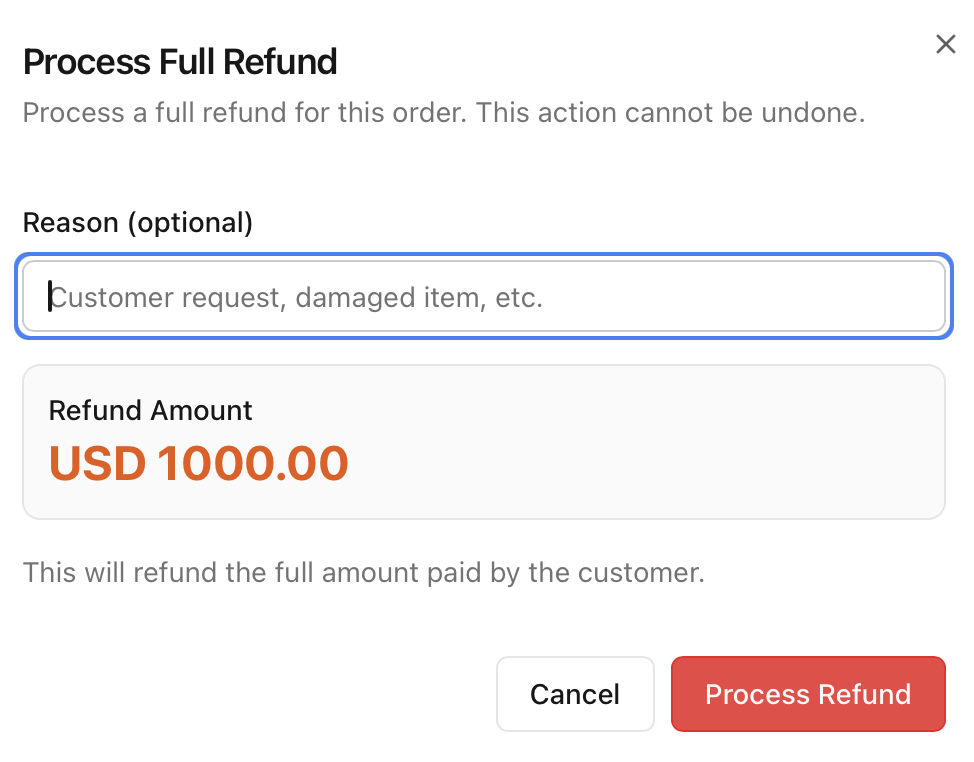 Process Full Refund
Process a full refund for this order. This action cannot be undone.
Reason (optional)
Customer request, damaged item, etc.
Refund Amount
USD 1000.00
This will refund the full amount paid by the customer.
Cancel
Process Refund